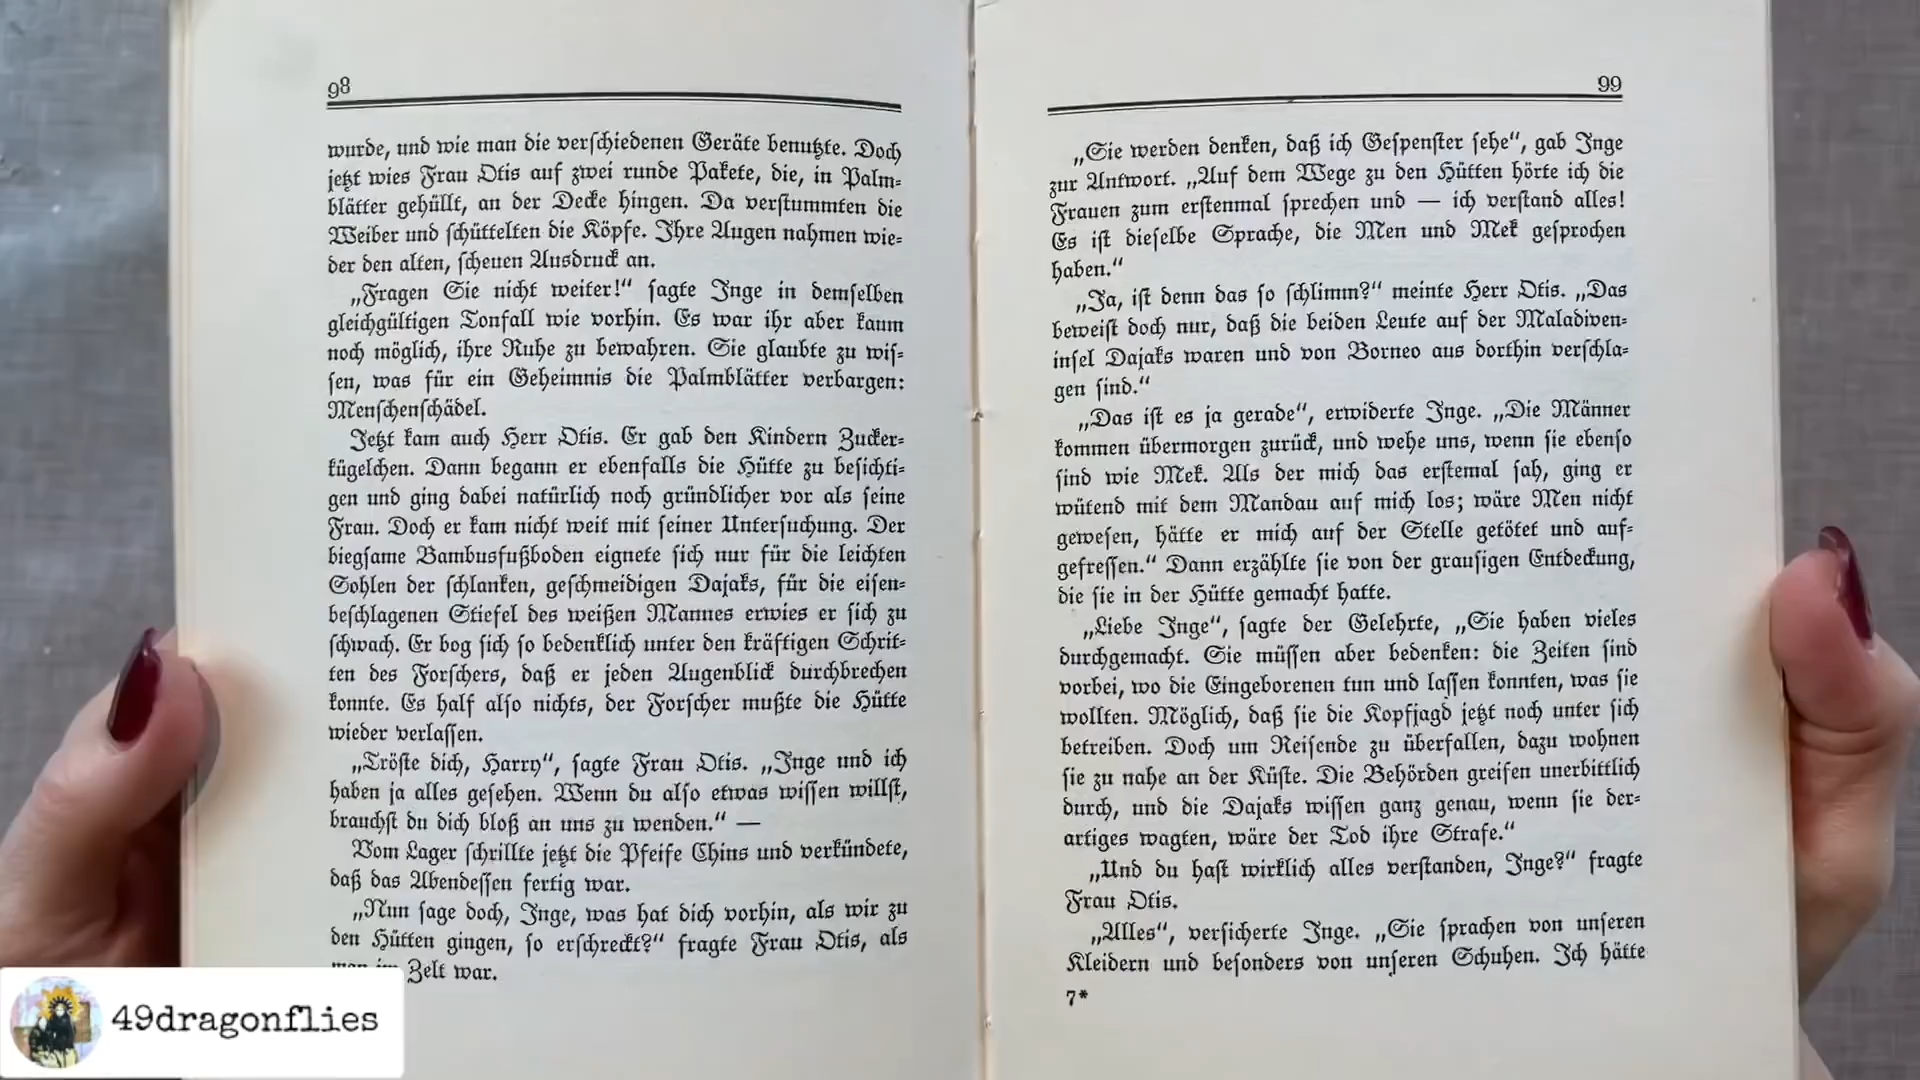 98
wurde, und wie man die verschiedenen Geräte benutzte. Doch
jetzt wies Frau Otis auf zwei runde Pakete, die, in Palm-
blätter gehüllt, an der Decke hingen. Da verstummten die
Weiber und schüttelten die Köpfe. Ihre Augen nahmen wie-
der den alten, scheuen Ausdruck an.
„Fragen Sie nicht weiter!“ sagte Inge in demselben
gleichgültigen Tonfall wie vorhin. Es war ihr aber kaum
noch möglich, ihre Ruhe zu bewahren. Sie glaubte zu wis-
sen, was für ein Geheimnis die Palmblätter verbargen:
Menschenschädel.
Jetzt kam auch Herr Otis. Er gab den Kindern Zucker-
kügelchen. Dann begann er ebenfalls die Hütte zu besichti-
gen und ging dabei natürlich noch gründlicher vor als seine
Frau. Doch er kam nicht weit mit seiner Untersuchung. Der
biegsame Bambusfußboden eignete sich nur für die leichten
Sohlen der schlanken, geschmeidigen Dajaks, für die eisen-
beschlagenen Stiefel des weißen Mannes erwies er sich zu
schwach. Er bog sich so bedenklich unter den kräftigen Schrit-
ten des Forschers, daß er jeden Augenblick durchbrechen
konnte. Es half also nichts, der Forscher mußte die Hütte
wieder verlassen.
„Tröste dich, Harry“, sagte Frau Otis. „Inge und ich
haben ja alles gesehen. Wenn du also etwas wissen willst,
brauchst du dich bloß an uns zu wenden.“ —
Vom Lager schrillte jetzt die Pfeife Chins und verkündete,
daß das Abendessen fertig war.
„Nun sage doch, Inge, was hat dich vorhin, als wir zu
den Hütten gingen, so erschreckt?“ fragte Frau Otis, als
Zelt war.
99
„Sie werden denken, daß ich Gespenster sehe“, gab Inge
zur Antwort. „Auf dem Wege zu den Hütten hörte ich die
Frauen zum erstenmal sprechen und — ich verstand alles!
Es ist dieselbe Sprache, die Men und Mek gesprochen
haben.“
„Ja, ist denn das so schlimm?“ meinte Herr Otis. „Das
beweist doch nur, daß die beiden Leute auf der Malediven-
insel Dajaks waren und von Borneo aus dorthin verschla-
gen sind.“
„Das ist es ja gerade“, erwiderte Inge. „Die Männer
kommen übermorgen zurück, und wehe uns, wenn sie ebenso
sind wie Mek. Als der mich das erstemal sah, ging er
wütend mit dem Mandau auf mich los; wäre Men nicht
gewesen, hätte er mich auf der Stelle getötet und auf-
gefressen.“ Dann erzählte sie von der grausigen Entdeckung,
die sie in der Hütte gemacht hatte.
„Liebe Inge“, sagte der Gelehrte, „Sie haben vieles
durchgemacht. Sie müssen aber bedenken: die Zeiten sind
vorbei, wo die Eingeborenen tun und lassen konnten, was sie
wollten. Möglich, daß sie die Kopfjagd jetzt noch unter sich
betreiben. Doch um Reisende zu überfallen, dazu wohnen
sie zu nahe an der Küste. Die Behörden greifen unerbittlich
durch, und die Dajaks wissen ganz genau, wenn sie der-
artiges wagten, wäre der Tod ihre Strafe.“
„Und du hast wirklich alles verstanden, Inge?“ fragte
Frau Otis.
„Alles“, versicherte Inge. „Sie sprachen von unseren
Kleidern und besonders von unseren Schuhen. Ich hätte
7*
49dragonflies